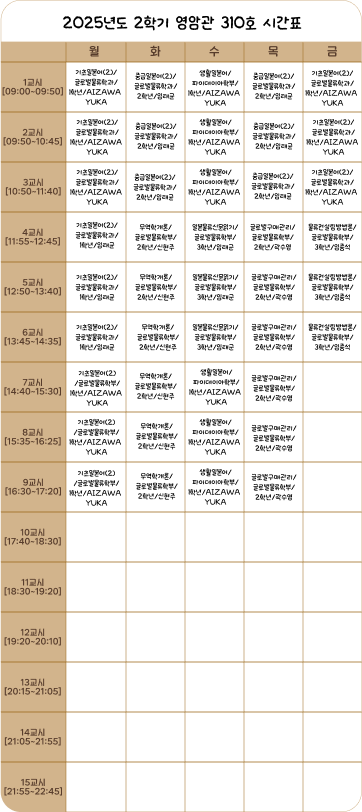 2025년도 2학기 영암관 310호 시간표
월 화 수 목 금
1교시
[09:00~09:50]
기초일본어(2)/
글로벌물류학과/
1학년/AIZAWA
YUKA
중급일본어(2)/
글로벌물류학과/
2학년/임래균
생활일본어/
파이데이아학부/
1학년/AIZAWA
YUKA
중급일본어(2)/
글로벌물류학과/
2학년/임래균
기초일본어(2)/
글로벌물류학과/
1학년/AIZAWA
YUKA
2교시
[09:50~10:45]
기초일본어(2)/
글로벌물류학과/
1학년/AIZAWA
YUKA
중급일본어(2)/
글로벌물류학과/
2학년/임래균
생활일본어/
파이데이아학부/
1학년/AIZAWA
YUKA
중급일본어(2)/
글로벌물류학과/
2학년/임래균
기초일본어(2)/
글로벌물류학과/
1학년/AIZAWA
YUKA
3교시
[10:50~11:40]
기초일본어(2)/
글로벌물류학과/
1학년/AIZAWA
YUKA
중급일본어(2)/
글로벌물류학과/
2학년/임래균
생활일본어/
파이데이아학부/
1학년/AIZAWA
YUKA
중급일본어(2)/
글로벌물류학과/
2학년/임래균
기초일본어(2)/
글로벌물류학과/
1학년/AIZAWA
YUKA
4교시
[11:55~12:45]
기초일본어(2)/
글로벌물류학과/
1학년/임래균
무역학개론/
글로벌물류학부/
2학년/신현주
일본물류신문읽기/
글로벌물류학부/
3학년/임래균
글로벌구매관리/
글로벌물류학부/
2학년/곽수영
물류컨설팅방법론/
글로벌물류학과/
3학년/임종석
5교시
[12:50~13:40]
기초일본어(2)/
글로벌물류학과/
1학년/임래균
무역학개론/
글로벌물류학부/
2학년/신현주
일본물류신문읽기/
글로벌물류학부/
3학년/임래균
글로벌구매관리/
글로벌물류학부/
2학년/곽수영
물류컨설팅방법론/
글로벌물류학과/
3학년/임종석
6교시
[13:45~14:35]
기초일본어(2)/
글로벌물류학과/
1학년/임래균
무역학개론/
글로벌물류학부/
2학년/신현주
일본물류신문읽기/
글로벌물류학부/
3학년/임래균
글로벌구매관리/
글로벌물류학부/
2학년/곽수영
물류컨설팅방법론/
글로벌물류학과/
3학년/임종석
7교시
[14:40~15:30]
기초일본어(2)
/글로벌물류학부/
1학년/AIZAWA
YUKA
무역학개론/
글로벌물류학부/
2학년/신현주
생활일본어/
파이데이아학부/
1학년/AIZAWA
YUKA
글로벌구매관리/
글로벌물류학부/
2학년/곽수영
8교시
[15:35~16:25]
기초일본어(2)
/글로벌물류학부/
1학년/AIZAWA
YUKA
무역학개론/
글로벌물류학부/
2학년/신현주
생활일본어/
파이데이아학부/
1학년/AIZAWA
YUKA
글로벌구매관리/
글로벌물류학부/
2학년/곽수영
9교시
[16:30~17:20]
기초일본어(2)
/글로벌물류학부/
1학년/AIZAWA
YUKA
무역학개론/
글로벌물류학부/
2학년/신현주
생활일본어/
파이데이아학부/
1학년/AIZAWA
YUKA
글로벌구매관리/
글로벌물류학부/
2학년/곽수영
10교시
[17:40~18:30]
11교시
[18:30~19:20]
12교시
[19:20~20:10]
13교시
[20:15~21:05]
14교시
[21:05~21:55]
15교시
[21:55~22:45]